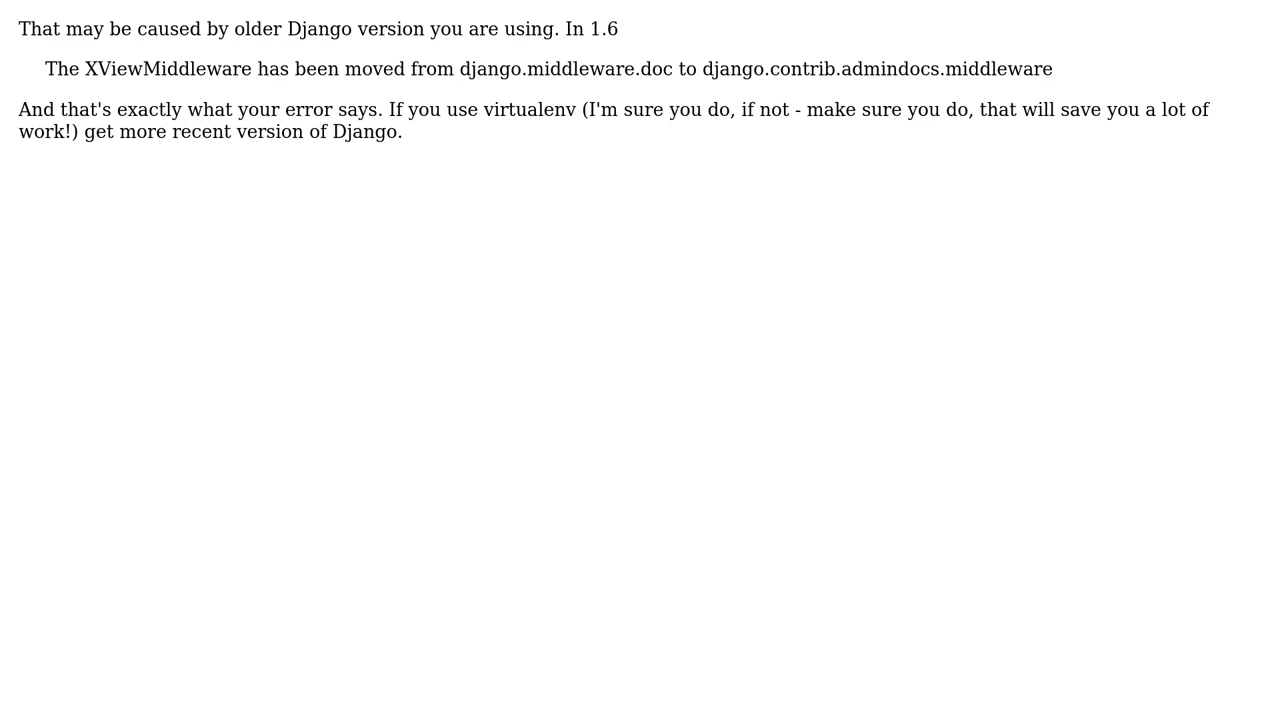 That may be caused by older Django version you are using. In 1.6
The XViewMiddleware has been moved from django.middleware.doc to django.contrib.admindocs.middleware
And that's exactly what your error says. If you use virtualenv (I'm sure you do, if not - make sure you do, that will save you a lot of
work!) get more recent version of Django.